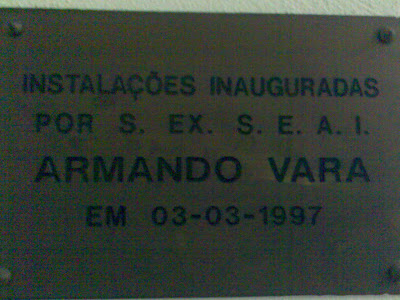 INSTALAÇÕES INAUGURADAS
POR S. EX. S. E. A. I.
ARMANDO VARA
EM 03-03-1997